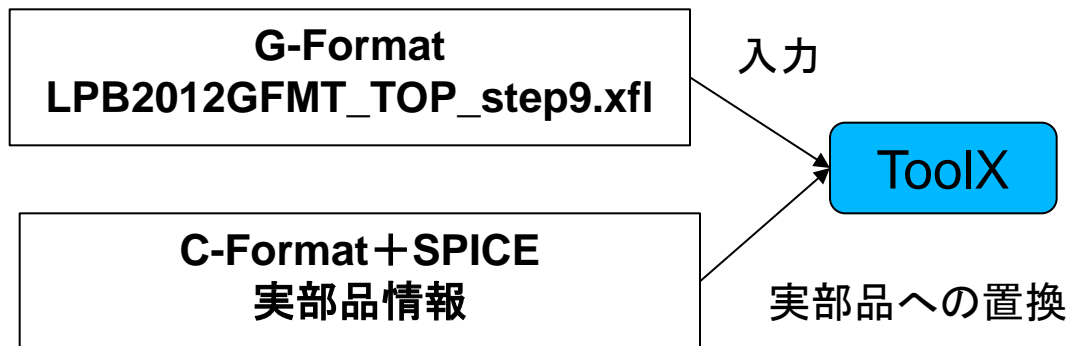 G-Format
LPB2012GFMT_TOP_step9.xfl
入力
ToolX
C-Format＋SPICE
実部品情報
実部品への置換